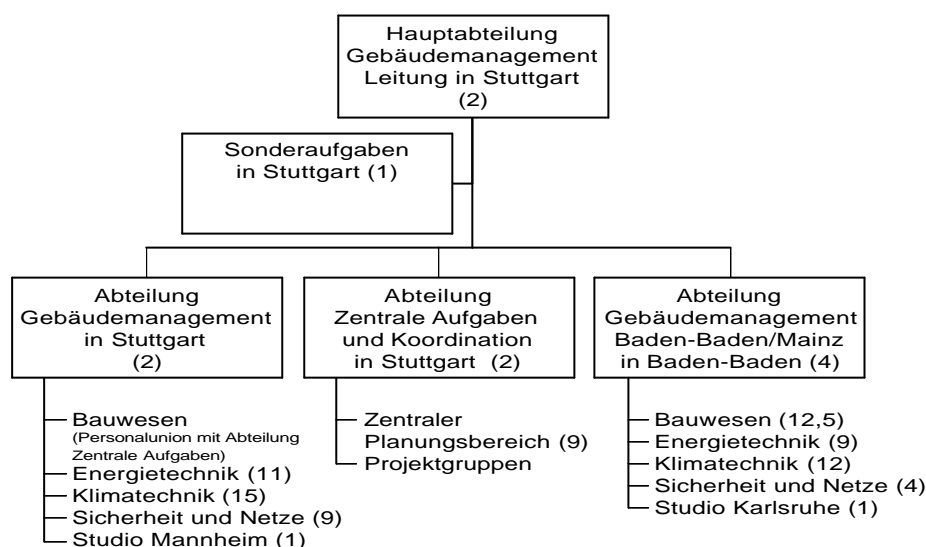 Hauptabteilung
Gebäudemanagement
Leitung in Stuttgart
(2)
Sonderaufgaben
in Stuttgart (1)
Abteilung
Gebäudemanagement
in Stuttgart
(2)
Bauwesen
(Personalunion mit Abteilung
Zentrale Aufgaben)
Energietechnik (11)
Klimatechnik (15)
Sicherheit und Netze (9)
Studio Mannheim (1)
Abteilung
Zentrale Aufgaben
und Koordination
in Stuttgart (2)
Zentraler
Planungsbereich (9)
Projektgruppen
Abteilung
Gebäudemanagement
Baden-Baden/Mainz
in Baden-Baden (4)
Bauwesen (12,5)
Energietechnik (9)
Klimatechnik (12)
Sicherheit und Netze (4)
Studio Karlsruhe (1)